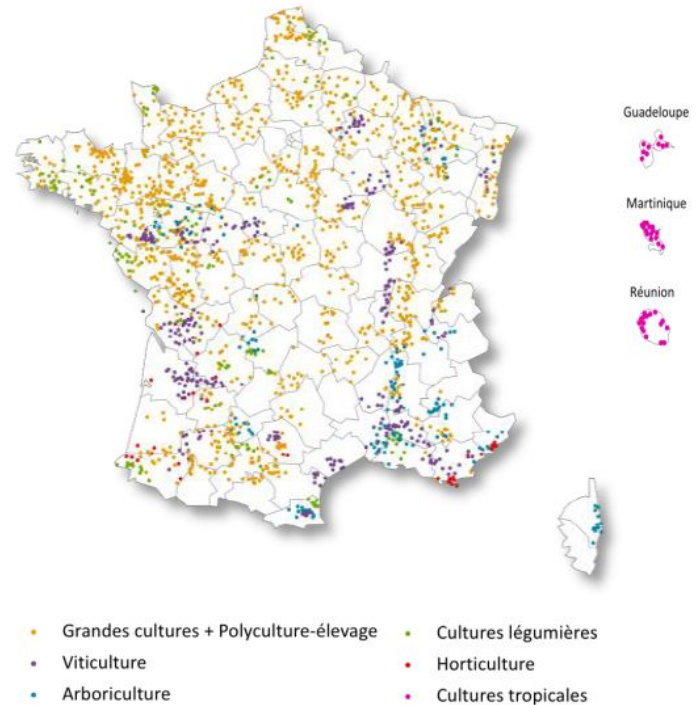 Guadeloupe
Martinique
Réunion
Grandes cultures + Polyculture-élevage
Viticulture
Arboriculture
Cultures légumières
Horticulture
Cultures tropicales